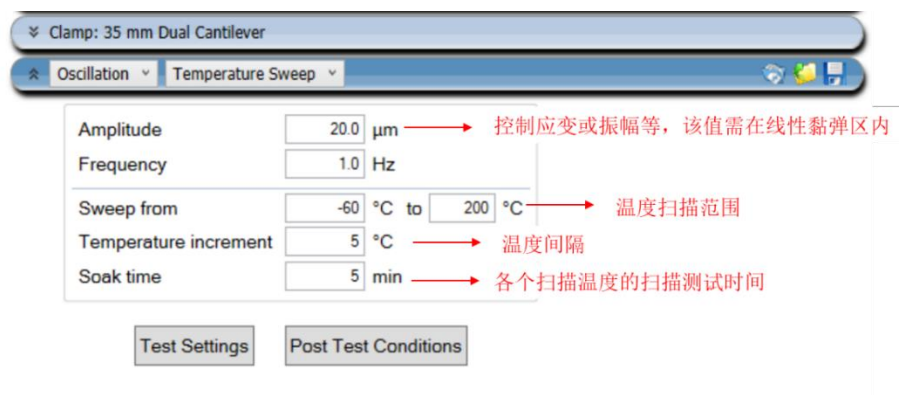 Clamp: 35 mm Dual Cantilever
Oscillation Temperature Sweep
Amplitude 20.0 μm 控制应变或振幅等，该值需在线性黏弹区内
Frequency 1.0 Hz
Sweep from -60 °C to 200 °C 温度扫描范围
Temperature increment 5 °C 温度间隔
Soak time 5 min 各个扫描温度的扫描测试时间
Test Settings Post Test Conditions